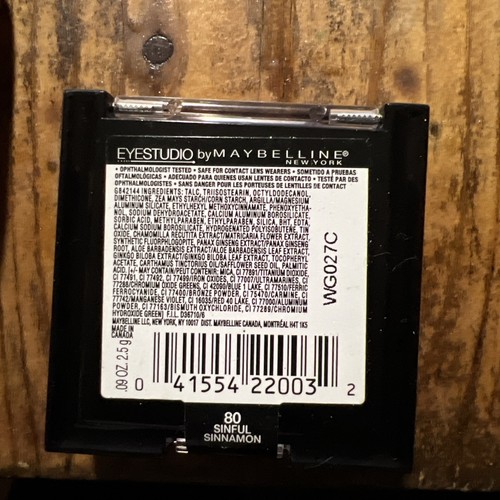 EYESTUDIO by MAYBELLINE®
NEW YORK
• OPHTHALMOLOGIST TESTED • SAFE FOR CONTACT LENS WEARERS • SOMETIDO A PRUEBAS
OFTALMOLÓGICAS • ADECUADO PARA QUIENES USAN LENTES DE CONTACTO • TESTÉ PAR DES
OPHTALMOLOGISTES • SANS DANGER POUR LES PORTEUSES DE LENTILLES DE CONTACT
G842144 INGREDIENTS: TALC, TRIISOSTEARIN, OCTYLDODECANOL,
DIMETHICONE, ZEA MAYS STARCH/CORN STARCH, ARGILLA/MAGNESIUM
ALUMINUM SILICATE, ETHYLHEXYL METHOXYCINNAMATE, PHENOXYETHA-
NOL, SODIUM DEHYDROACETATE, CALCIUM ALUMINUM BOROSILICATE,
SORBIC ACID, METHYLPARABEN, ETHYLPARABEN, SILICA, BHT, EDTA,
CALCIUM SODIUM BOROSILICATE, HYDROGENATED POLYISOBUTENE, TIN
OXIDE, CHAMOMILLA RECUTITA EXTRACT/MATRICARIA FLOWER EXTRACT,
SYNTHETIC FLUORPHLOGOPITE, PANAX GINSENG EXTRACT/PANAX GINSENG
ROOT, ALOE BARBADENSIS EXTRACT/ALOE BARBADENSIS LEAF EXTRACT,
GINKGO BILOBA EXTRACT/GINKGO BILOBA LEAF EXTRACT, TOCOPHERYL
ACETATE, CARTHAMUS TINCTORIUS OIL/SAFFLOWER SEED OIL, PALMITIC
ACID, [+/- MAY CONTAIN/PEUT CONTENIR: MICA, CI 77891/TITANIUM DIOXIDE,
CI 77491, CI 77492, CI 77499/IRON OXIDES, CI 77007/ULTRAMARINES, CI
77288/CHROMIUM OXIDE GREENS, CI 42090/BLUE 1 LAKE, CI 77510/FERRIC
FERROCYANIDE, CI 77400/BRONZE POWDER, CI 75470/CARMINE, CI
77742/MANGANESE VIOLET, CI 16035/RED 40 LAKE, CI 77000/ALUMINUM
POWDER, CI 77163/BISMUTH OXYCHLORIDE, CI 77289/CHROMIUM
HYDROXIDE GREEN] F.I.L. D36710/6
MAYBELLINE LLC, NEW YORK, NY 10017 DIST. MAYBELLINE CANADA, MONTRÉAL H4T 1K5
MADE IN
CANADA
WG027C
.09 OZ. 2.5 g
0 41554 22003 2
80
SINFUL
SINNAMON